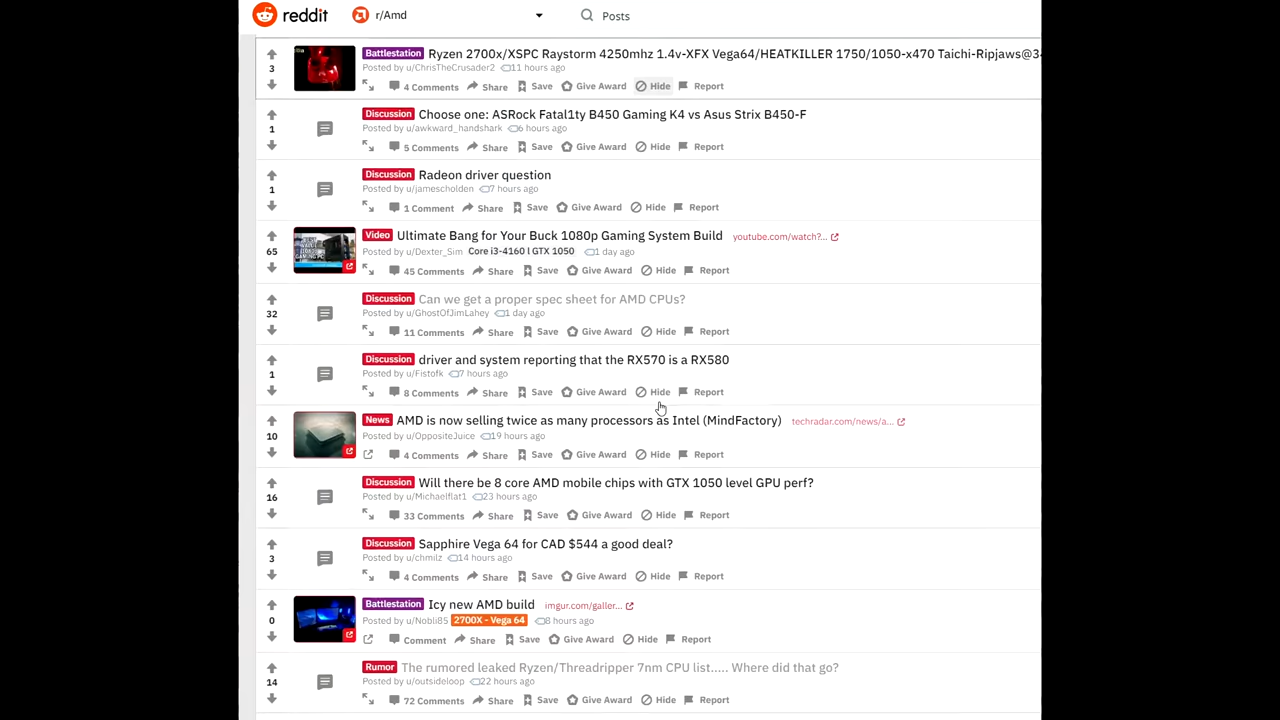 reddit r/Amd Posts
3 Battlestation Ryzen 2700x/XSPC Raystorm 4250mhz 1.4v-XFX Vega64/HEATKILLER 1750/1050-x470 Taichi-Ripjaws@3
Posted by u/ChrisTheCrusader2 11 hours ago
4 Comments Share Save Give Award Hide Report
Discussion Choose one: ASRock Fatal1ty B450 Gaming K4 vs Asus Strix B450-F
1 Posted by u/awkward_handshark 6 hours ago
5 Comments Share Save Give Award Hide Report
Discussion Radeon driver question
1 Posted by u/jamescholden 7 hours ago
1 Comment Share Save Give Award Hide Report
Video Ultimate Bang for Your Buck 1080p Gaming System Build youtube.com/watch?...
65 Posted by u/Dexter_Sim Core i3-4160 l GTX 1050 1 day ago
45 Comments Share Save Give Award Hide Report
Discussion Can we get a proper spec sheet for AMD CPUs?
32 Posted by u/GhostOfJimLahey 1 day ago
11 Comments Share Save Give Award Hide Report
Discussion driver and system reporting that the RX570 is a RX580
1 Posted by u/Fistofk 7 hours ago
8 Comments Share Save Give Award Hide Report
News AMD is now selling twice as many processors as Intel (MindFactory) techradar.com/news/a...
10 Posted by u/OppositeJuice 19 hours ago
4 Comments Share Save Give Award Hide Report
Discussion Will there be 8 core AMD mobile chips with GTX 1050 level GPU perf?
16 Posted by u/Michaelflat1 23 hours ago
33 Comments Share Save Give Award Hide Report
Discussion Sapphire Vega 64 for CAD $544 a good deal?
3 Posted by u/chmilz 14 hours ago
4 Comments Share Save Give Award Hide Report
Battlestation Icy new AMD build imgur.com/galler...
0 Posted by u/Nobli85 2700X - Vega 64 8 hours ago
Comment Share Save Give Award Hide Report
Rumor The rumored leaked Ryzen/Threadripper 7nm CPU list..... Where did that go?
14 Posted by u/outsideloop 22 hours ago
72 Comments Share Save Give Award Hide Report